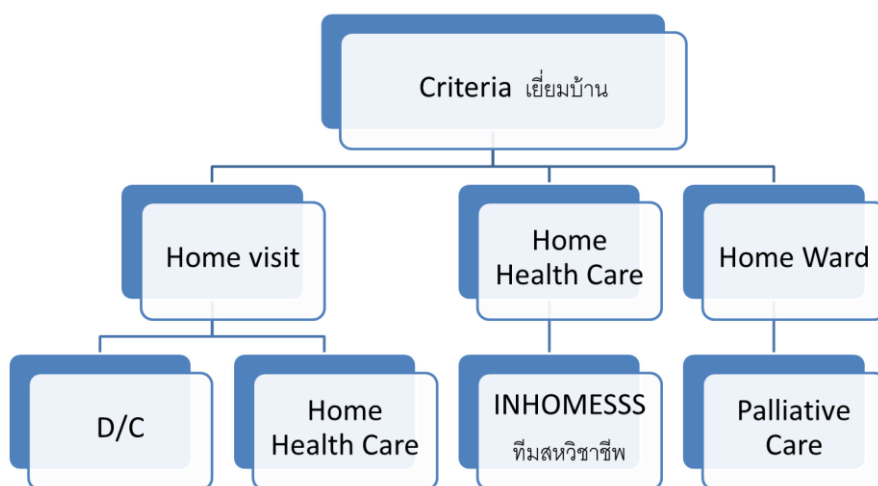 Criteria เยี่ยมบ้าน
Home visit
Home
Health Care
Home Ward
D/C
Home
Health Care
INHOMESSS
ทีมสหวิชาชีพ
Palliative
Care